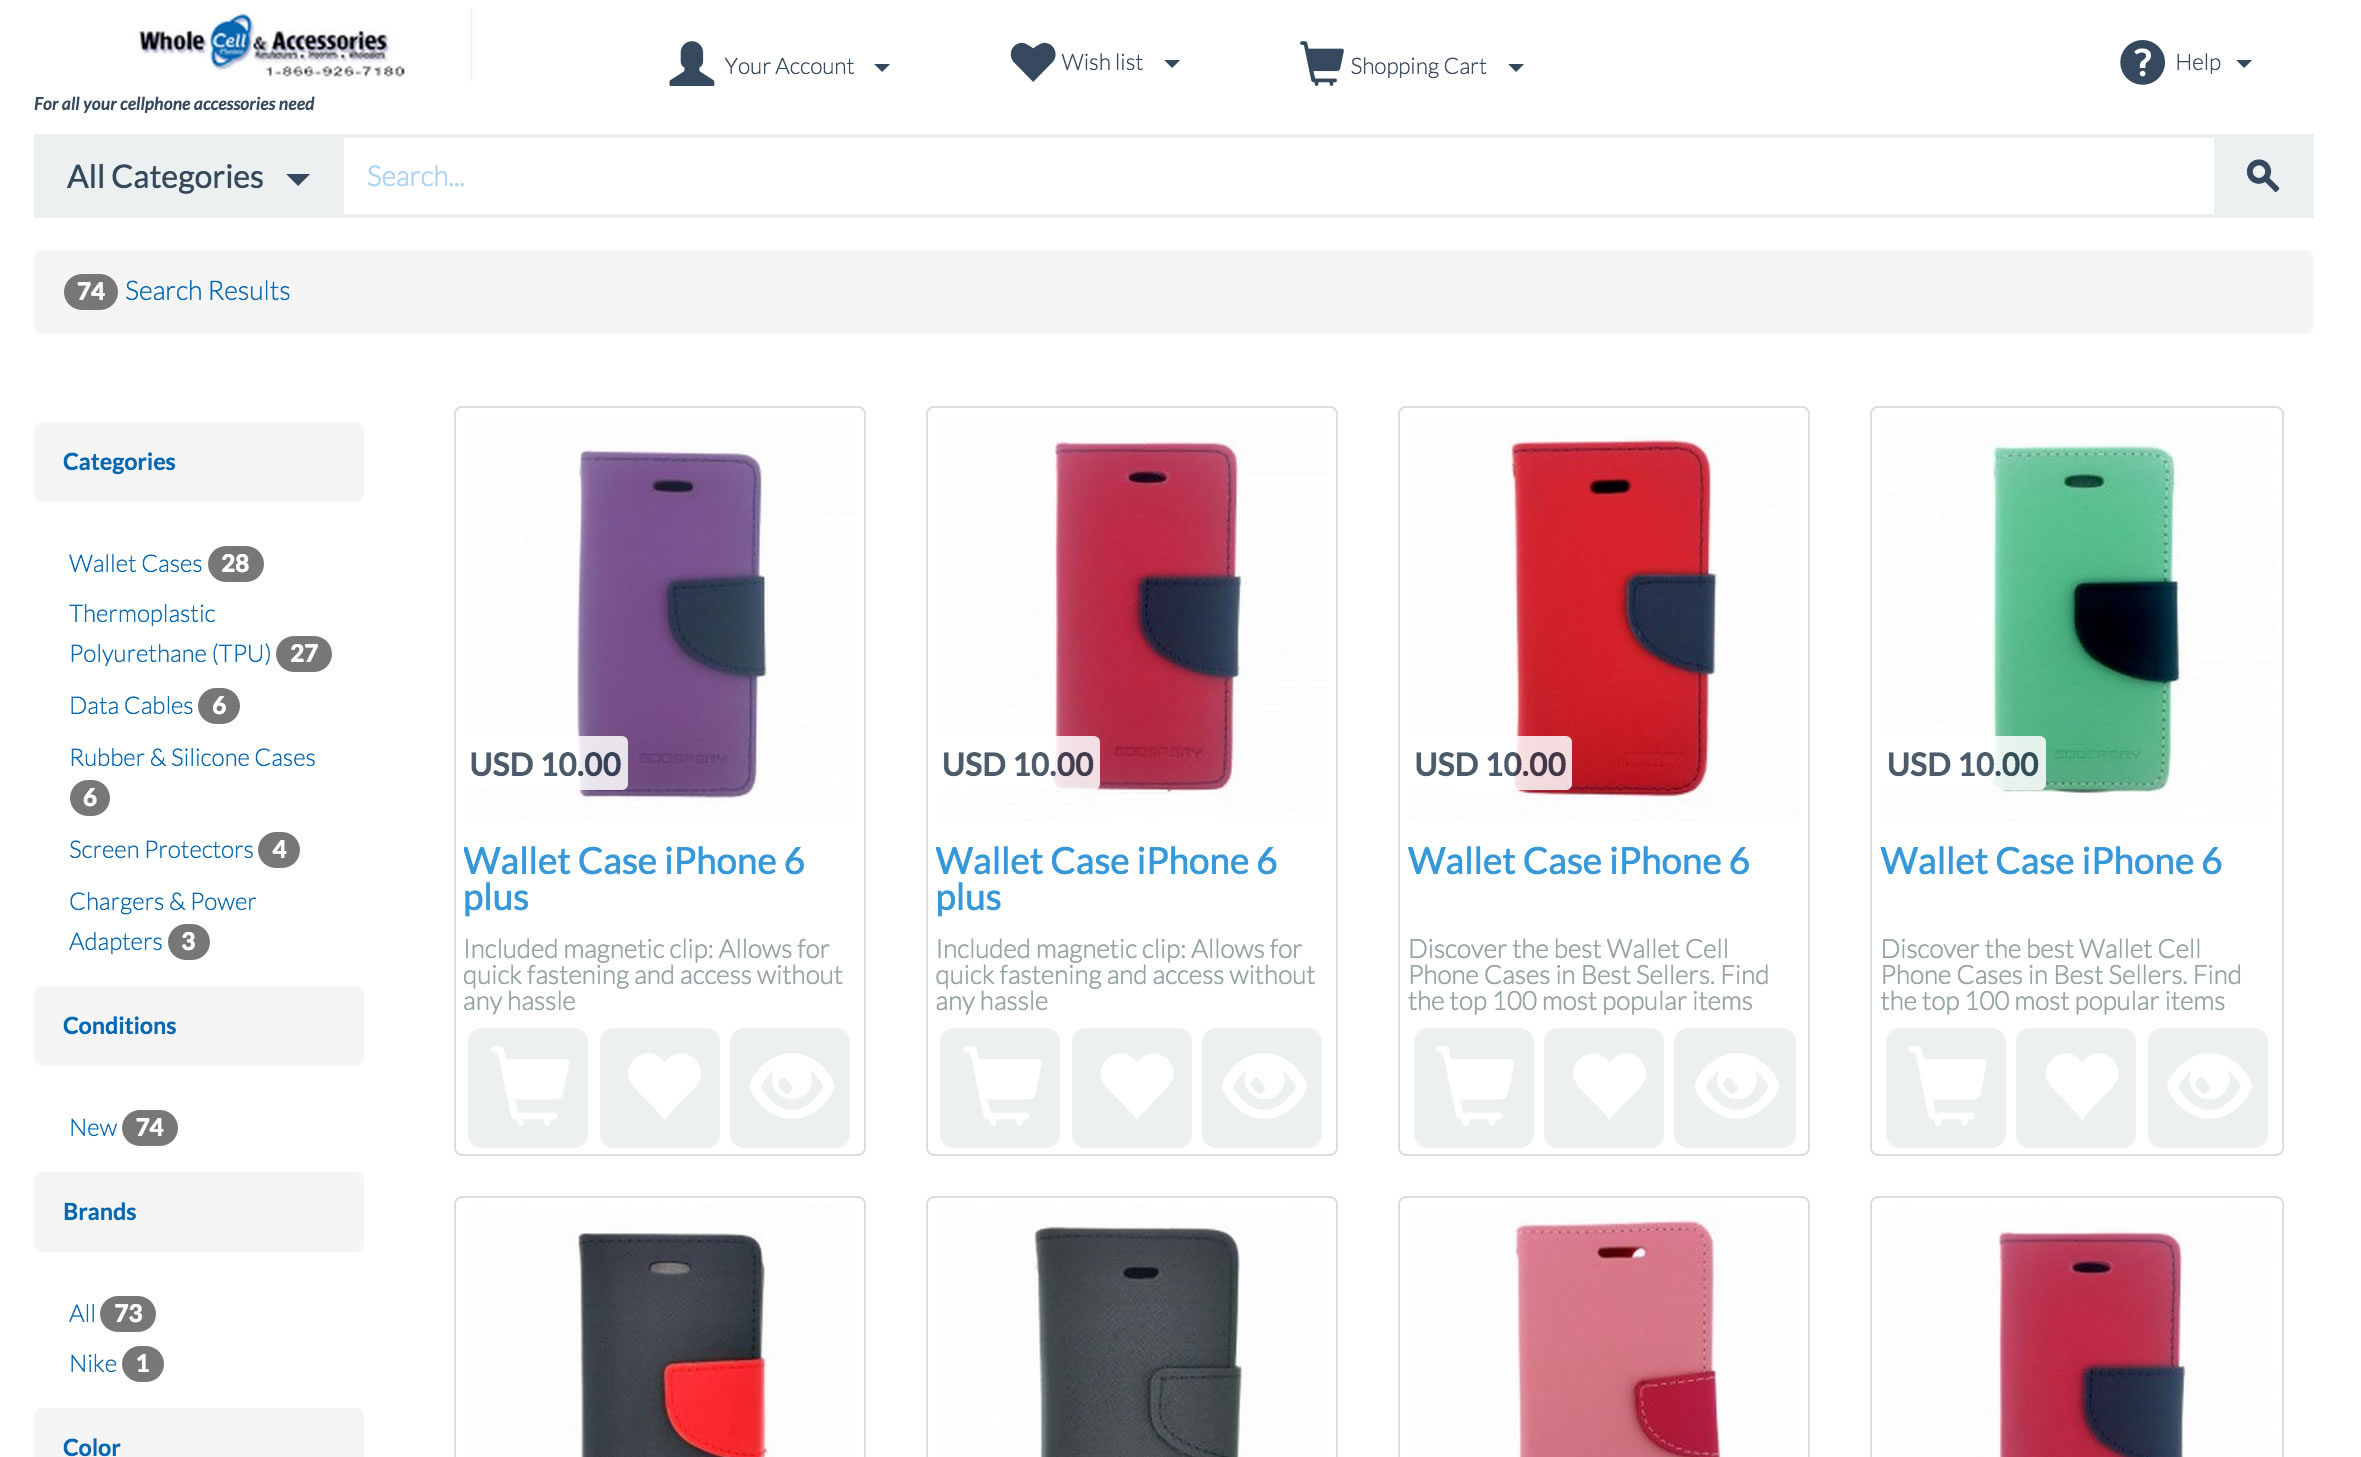 Whole Cell & Accessories
1-866-926-7180
For all your cellphone accessories need
Your Account
Wish list
Shopping Cart
Help
All Categories
Search...
74 Search Results
Categories
Wallet Cases 28
Thermoplastic
Polyurethane (TPU) 27
Data Cables 6
Rubber & Silicone Cases
6
Screen Protectors 4
Chargers & Power
Adapters 3
Conditions
New 74
Brands
All 73
Nike 1
Color
GOOSPERY
USD 10.00
Wallet Case iPhone 6
plus
Included magnetic clip: Allows for
quick fastening and access without
any hassle
GOOSPERY
USD 10.00
Wallet Case iPhone 6
plus
Included magnetic clip: Allows for
quick fastening and access without
any hassle
USD 10.00
Wallet Case iPhone 6
Discover the best Wallet Cell
Phone Cases in Best Sellers. Find
the top 100 most popular items
GOOSPERY
USD 10.00
Wallet Case iPhone 6
Discover the best Wallet Cell
Phone Cases in Best Sellers. Find
the top 100 most popular items